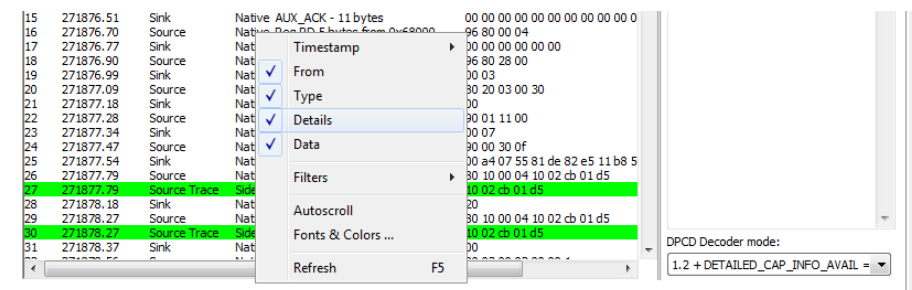 15 271876.51 Sink Native AUX_ACK - 11 bytes 00 00 00 00 00 00 00 00 00 00 0
16 271876.70 Source 96 80 00 04
17 271876.77 Sink Nat 00 00 00 00 00
18 271876.90 Source Nat 96 80 28 00
19 271876.99 Sink Nat 00 03
20 271877.09 Source Nat 80 20 03 00 30
21 271877.18 Sink Nat 00
22 271877.28 Source Nat 90 01 11 00
23 271877.34 Sink Nat 00 07
24 271877.47 Source Nat 90 00 30 0f
25 271877.54 Sink Nat 00 a4 07 55 81 de 82 e5 11 b8 5
26 271877.79 Source Nat 80 10 00 04 10 02 cb 01 d5
27 271877.79 Source Trace Side 10 02 cb 01 d5
28 271878.18 Sink Nat 20
29 271878.27 Source Nat 80 10 00 04 10 02 cb 01 d5
30 271878.27 Source Trace Side 10 02 cb 01 d5
31 271878.37 Sink Nat 00
Timestamp
From
Type
Details
Data
Filters
Autoscroll
Fonts & Colors ...
Refresh F5
DPCD Decoder mode:
1.2 + DETAILED_CAP_INFO_AVAIL =